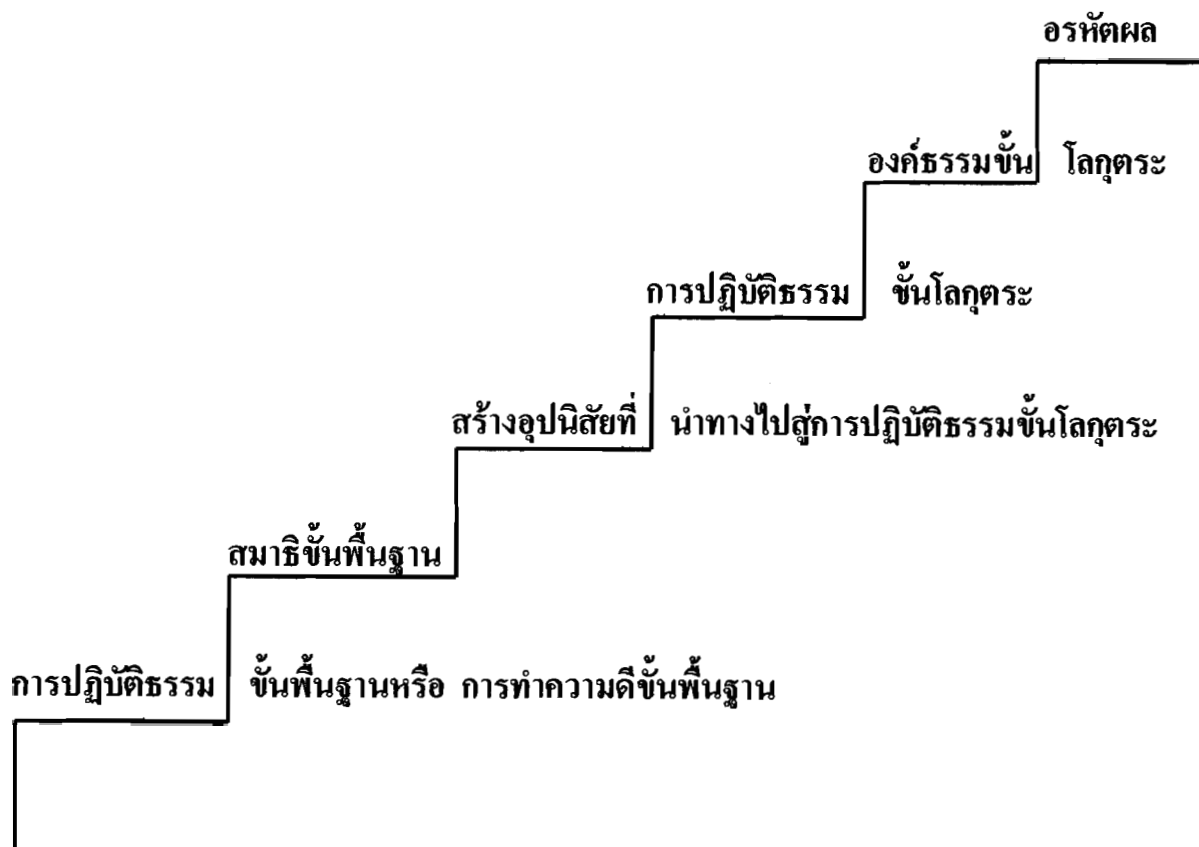 อรหัตผล
องค์ธรรมขั้น โลกุตระ
การปฏิบัติธรรม ขั้นโลกุตระ
สร้างอุปนิสัยที่ นำทางไปสู่การปฏิบัติธรรมขั้นโลกุตระ
สมาธิขั้นพื้นฐาน
การปฏิบัติธรรม ขั้นพื้นฐานหรือ การทำความดีขั้นพื้นฐาน